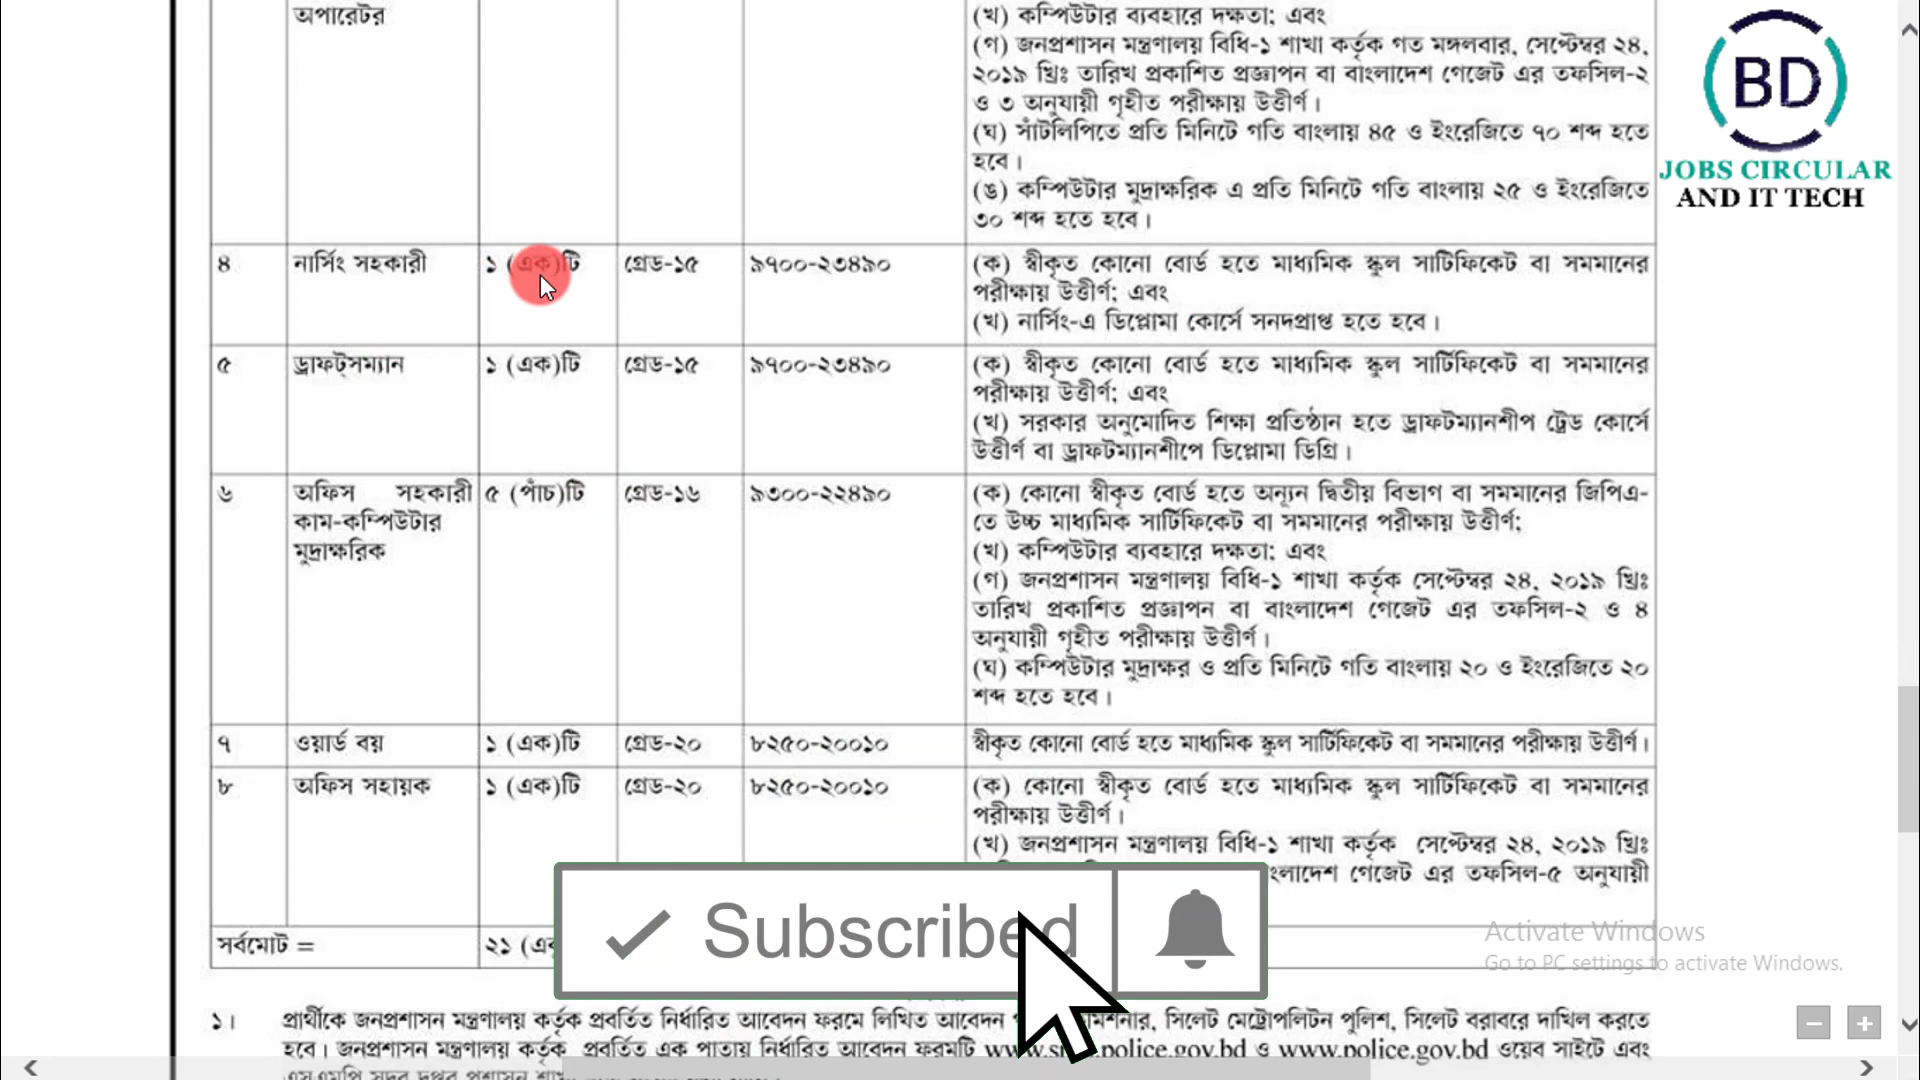 অপারেটর
(খ) কম্পিউটার ব্যবহারে দক্ষতা; এবং
(গ) জনপ্রশাসন মন্ত্রণালয় বিধি-১ শাখা কর্তৃক গত মঙ্গলবার, সেপ্টেম্বর ২৪,
২০১৯ খ্রিঃ তারিখ প্রকাশিত প্রজ্ঞাপন বা বাংলাদেশ গেজেট এর তফসিল-২
ও ৩ অনুযায়ী গৃহীত পরীক্ষায় উত্তীর্ণ।
(ঘ) সাঁটলিপিতে প্রতি মিনিটে গতি বাংলায় ৪৫ ও ইংরেজিতে ৭০ শব্দ হতে
হবে।
(ঙ) কম্পিউটার মুদ্রাক্ষরিক এ প্রতি মিনিটে গতি বাংলায় ২৫ ও ইংরেজিতে
৩০ শব্দ হতে হবে।
BD
JOBS CIRCULAR
AND IT TECH
৪ নার্সিং সহকারী ১ (এক)টি গ্রেড-১৫ ৯৭০০-২৩৪৯০ (ক) স্বীকৃত কোনো বোর্ড হতে মাধ্যমিক স্কুল সার্টিফিকেট বা সমমানের
পরীক্ষায় উত্তীর্ণ; এবং
(খ) নার্সিং-এ ডিপ্লোমা কোর্সে সনদপ্রাপ্ত হতে হবে।
৫ ড্রাফট্সম্যান ১ (এক)টি গ্রেড-১৫ ৯৭০০-২৩৪৯০ (ক) স্বীকৃত কোনো বোর্ড হতে মাধ্যমিক স্কুল সার্টিফিকেট বা সমমানের
পরীক্ষায় উত্তীর্ণ; এবং
(খ) সরকার অনুমোদিত শিক্ষা প্রতিষ্ঠান হতে ড্রাফটম্যানশীপ ট্রেড কোর্সে
উত্তীর্ণ বা ড্রাফটম্যানশীপে ডিপ্লোমা ডিগ্রি।
৬ অফিস সহকারী ৫ (পাঁচ)টি গ্রেড-১৬ ৯৩০০-২২৪৯০ (ক) কোনো স্বীকৃত বোর্ড হতে অন্যূন দ্বিতীয় বিভাগ বা সমমানের জিপিএ-
কাম-কম্পিউটার তে উচ্চ মাধ্যমিক সার্টিফিকেট বা সমমানের পরীক্ষায় উত্তীর্ণ;
মুদ্রাক্ষরিক (খ) কম্পিউটার ব্যবহারে দক্ষতা; এবং
(গ) জনপ্রশাসন মন্ত্রণালয় বিধি-১ শাখা কর্তৃক সেপ্টেম্বর ২৪, ২০১৯ খ্রিঃ
তারিখ প্রকাশিত প্রজ্ঞাপন বা বাংলাদেশ গেজেট এর তফসিল-২ ও ৪
অনুযায়ী গৃহীত পরীক্ষায় উত্তীর্ণ।
(ঘ) কম্পিউটার মুদ্রাক্ষর ও প্রতি মিনিটে গতি বাংলায় ২০ ও ইংরেজিতে ২০
শব্দ হতে হবে।
৭ ওয়ার্ড বয় ১ (এক)টি গ্রেড-২০ ৮২৫০-২০০১০ স্বীকৃত কোনো বোর্ড হতে মাধ্যমিক স্কুল সার্টিফিকেট বা সমমানের পরীক্ষায় উত্তীর্ণ।
৮ অফিস সহায়ক ১ (এক)টি গ্রেড-২০ ৮২৫০-২০০১০ (ক) কোনো স্বীকৃত বোর্ড হতে মাধ্যমিক স্কুল সার্টিফিকেট বা সমমানের
পরীক্ষায় উত্তীর্ণ।
(খ) জনপ্রশাসন মন্ত্রণালয় বিধি-১ শাখা কর্তৃক সেপ্টেম্বর ২৪, ২০১৯ খ্রিঃ
গেজেট এর তফসিল-৫ অনুযায়ী
সর্বমোট = ২১
Subscribed
Activate Windows
Go to PC settings to activate Windows.
১। প্রার্থীকে জনপ্রশাসন মন্ত্রণালয় কর্তৃক প্রবর্তিত নির্ধারিত আবেদন ফরমে লিখিত আবেদন সিলেট মেট্রোপলিটন পুলিশ, সিলেট বরাবরে দাখিল করতে
হবে। জনপ্রশাসন মন্ত্রণালয় কর্তৃক প্রবর্তিত এক পাতায় নির্ধারিত আবেদন ফরমটি ও www.police.gov.bd ওয়েব সাইটে এবং